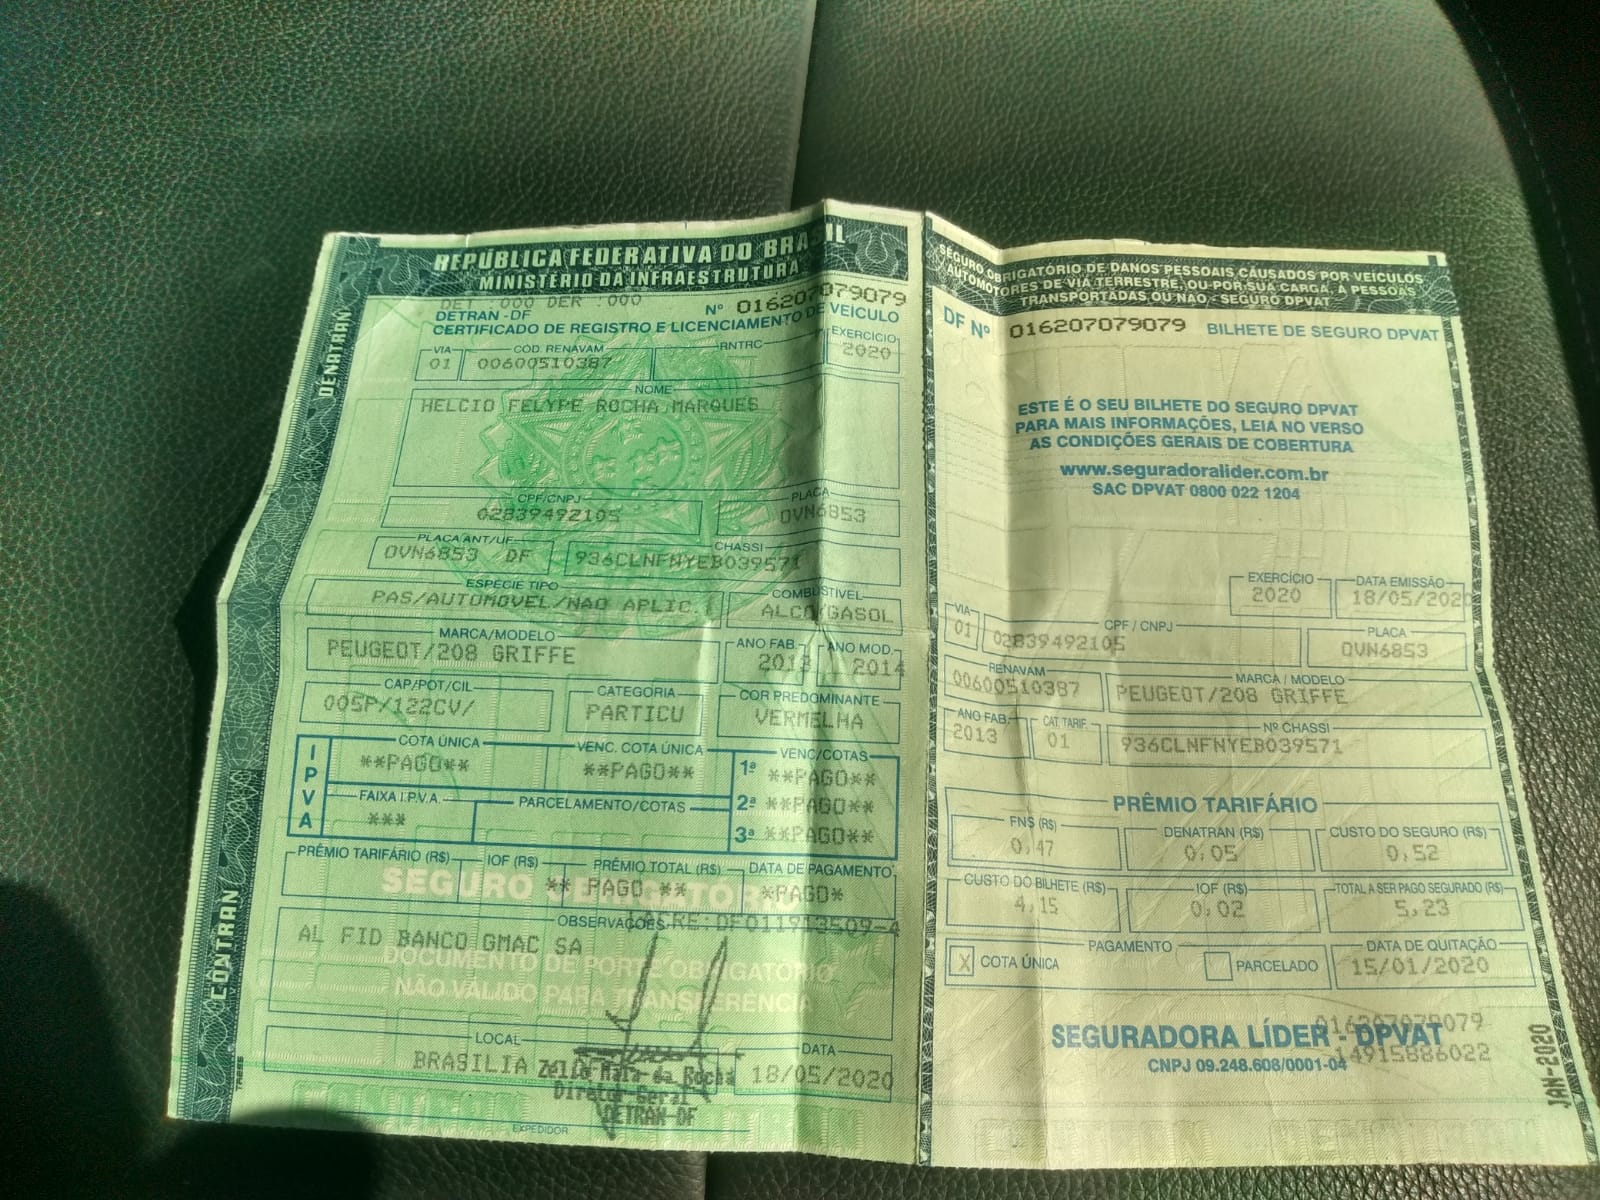 REPÚBLICA FEDERATIVA DO BRASIL
MINISTÉRIO DA INFRAESTRUTURA
DET :000 DER :000
DETRAN - DF Nº 016207079079
CERTIFICADO DE REGISTRO E LICENCIAMENTO DE VEÍCULO
VIA CÓD. RENAVAM RNTRC EXERCÍCIO
01 00600510387 2020
NOME
HELCIO FELYPE ROCHA MARQUES
CPF/CNPJ PLACA
02839492105 OVN6853
PLACA ANT/UF CHASSI
OVN6853 DF 936CLNFNYEB039571
ESPÉCIE TIPO COMBUSTÍVEL
PAS/AUTOMOVEL/NAO APLIC. ALCO/GASOL
MARCA/MODELO ANO FAB. ANO MOD.
PEUGEOT/208 GRIFFE 2013 2014
CAP/POT/CIL CATEGORIA COR PREDOMINANTE
005P/122CV/ PARTICU VERMELHA
IPVA
COTA ÚNICA VENC. COTA ÚNICA VENC/COTAS
**PAGO** **PAGO** 1ª **PAGO**
FAIXA I.P.V.A PARCELAMENTO/COTAS 2ª **PAGO**
*** 3ª **PAGO**
PRÊMIO TARIFÁRIO (R$) IOF (R$) PRÊMIO TOTAL (R$) DATA DE PAGAMENTO
SEGURO OBRIGATÓRIO
** PAGO ** *PAGO*
OBSERVAÇÕES LACRE:DF011913509-4
AL FID BANCO GMAC SA
DOCUMENTO DE PORTE OBRIGATÓRIO
NÃO VÁLIDO PARA TRANSFERÊNCIA
LOCAL DATA
BRASILIA 18/05/2020
Zélio Maia da Rocha
Diretor Geral
DETRAN-DF
EXPEDIDOR
DENATRAN
CONTRAN
SEGURO OBRIGATÓRIO DE DANOS PESSOAIS CAUSADOS POR VEÍCULOS
AUTOMOTORES DE VIA TERRESTRE, OU POR SUA CARGA, A PESSOAS
TRANSPORTADAS OU NÃO - SEGURO DPVAT
DF Nº 016207079079 BILHETE DE SEGURO DPVAT
ESTE É O SEU BILHETE DO SEGURO DPVAT
PARA MAIS INFORMAÇÕES, LEIA NO VERSO
AS CONDIÇÕES GERAIS DE COBERTURA
www.seguradoralider.com.br
SAC DPVAT 0800 022 1204
EXERCÍCIO DATA EMISSÃO
2020 18/05/2020
VIA CPF / CNPJ PLACA
01 02839492105 OVN6853
RENAVAM MARCA / MODELO
00600510387 PEUGEOT/208 GRIFFE
ANO FAB. CAT. TARIF. Nº CHASSI
2013 01 936CLNFNYEB039571
PRÊMIO TARIFÁRIO
FNS (R$) DENATRAN (R$) CUSTO DO SEGURO (R$)
0,47 0,05 0,52
CUSTO DO BILHETE (R$) IOF (R$) TOTAL A SER PAGO SEGURADO (R$)
4,15 0,02 5,23
PAGAMENTO DATA DE QUITAÇÃO
X COTA ÚNICA PARCELADO 15/01/2020
016207079079
SEGURADORA LÍDER - DPVAT
14915886022
CNPJ 09.248.608/0001-04
JAN-2020